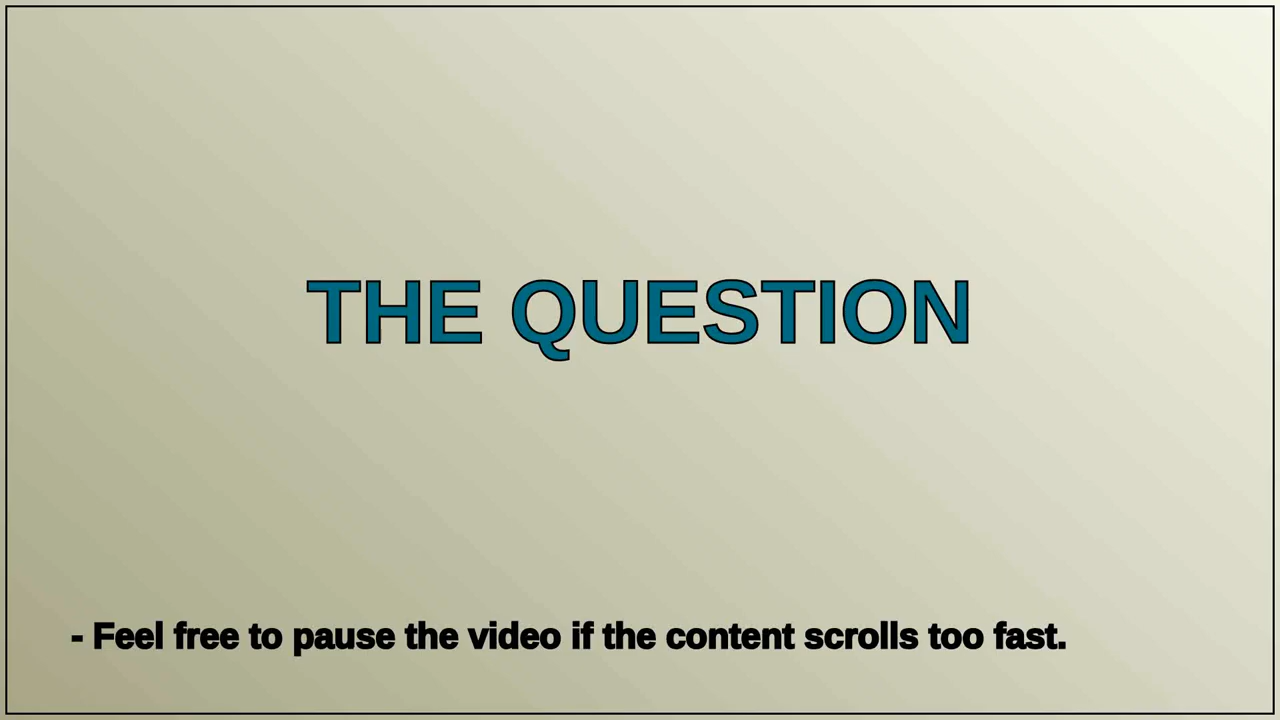 THE QUESTION
- Feel free to pause the video if the content scrolls too fast.